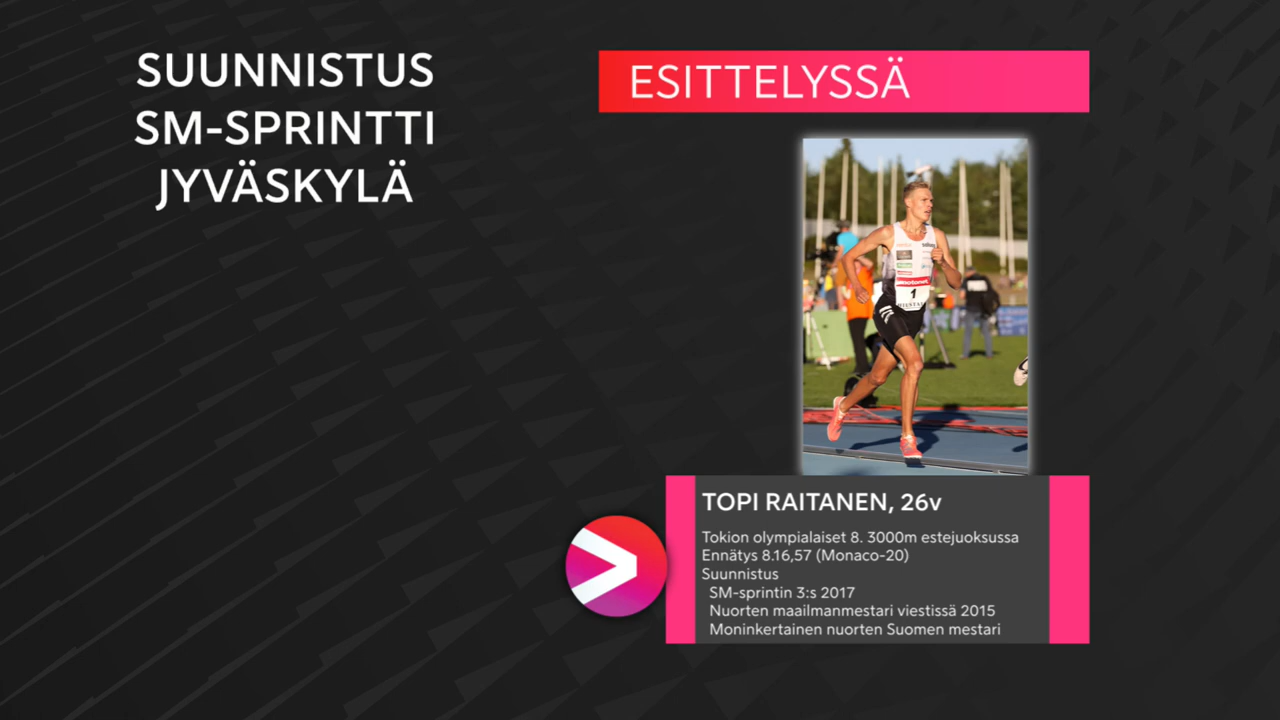 SUUNNISTUS
SM-SPRINTTI
JYVÄSKYLÄ
ESITTELYSSÄ
1
TOPI RAITANEN, 26v
Tokion olympialaiset 8. 3000m estejuoksussa
Ennätys 8.16,57 (Monaco-20)
Suunnistus
SM-sprintin 3:s 2017
Nuorten maailmanmestari viestissä 2015
Moninkertainen nuorten Suomen mestari